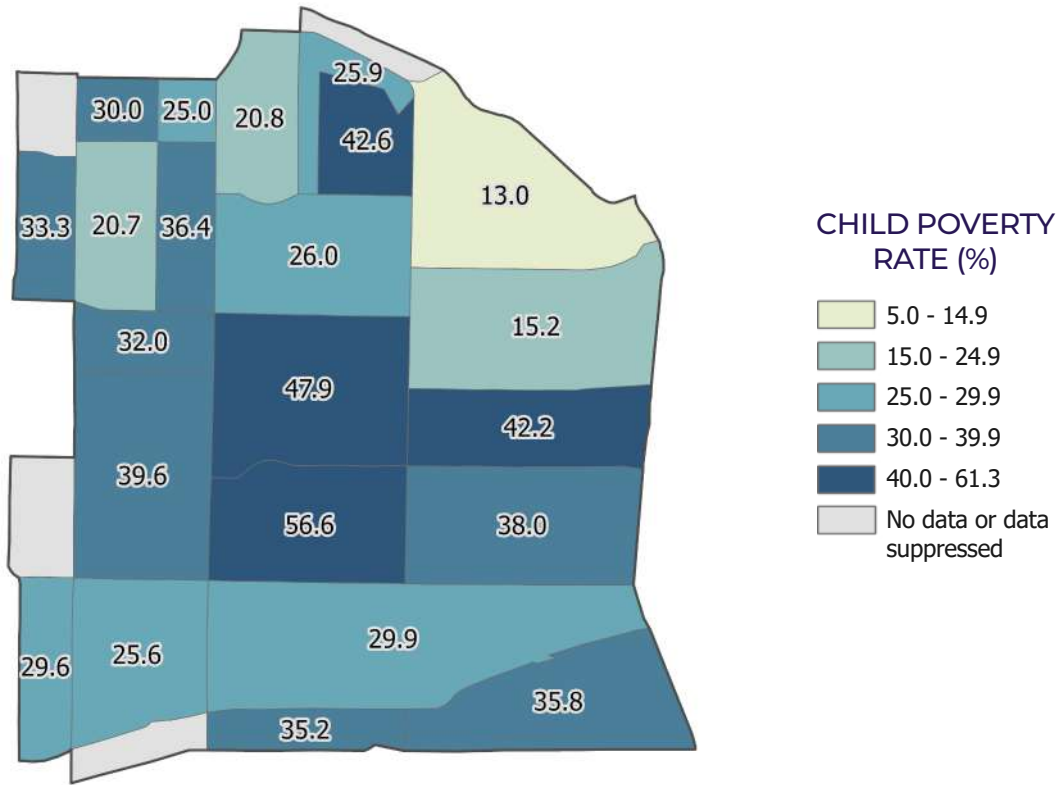 25.9
30.0
25.0
20.8
42.6
13.0
33.3
20.7
36.4
26.0
32.0
15.2
47.9
42.2
39.6
56.6
38.0
29.6
25.6
29.9
35.2
35.8
CHILD POVERTY
RATE (%)
5.0 - 14.9
15.0 - 24.9
25.0 - 29.9
30.0 - 39.9
40.0 - 61.3
No data or data
suppressed